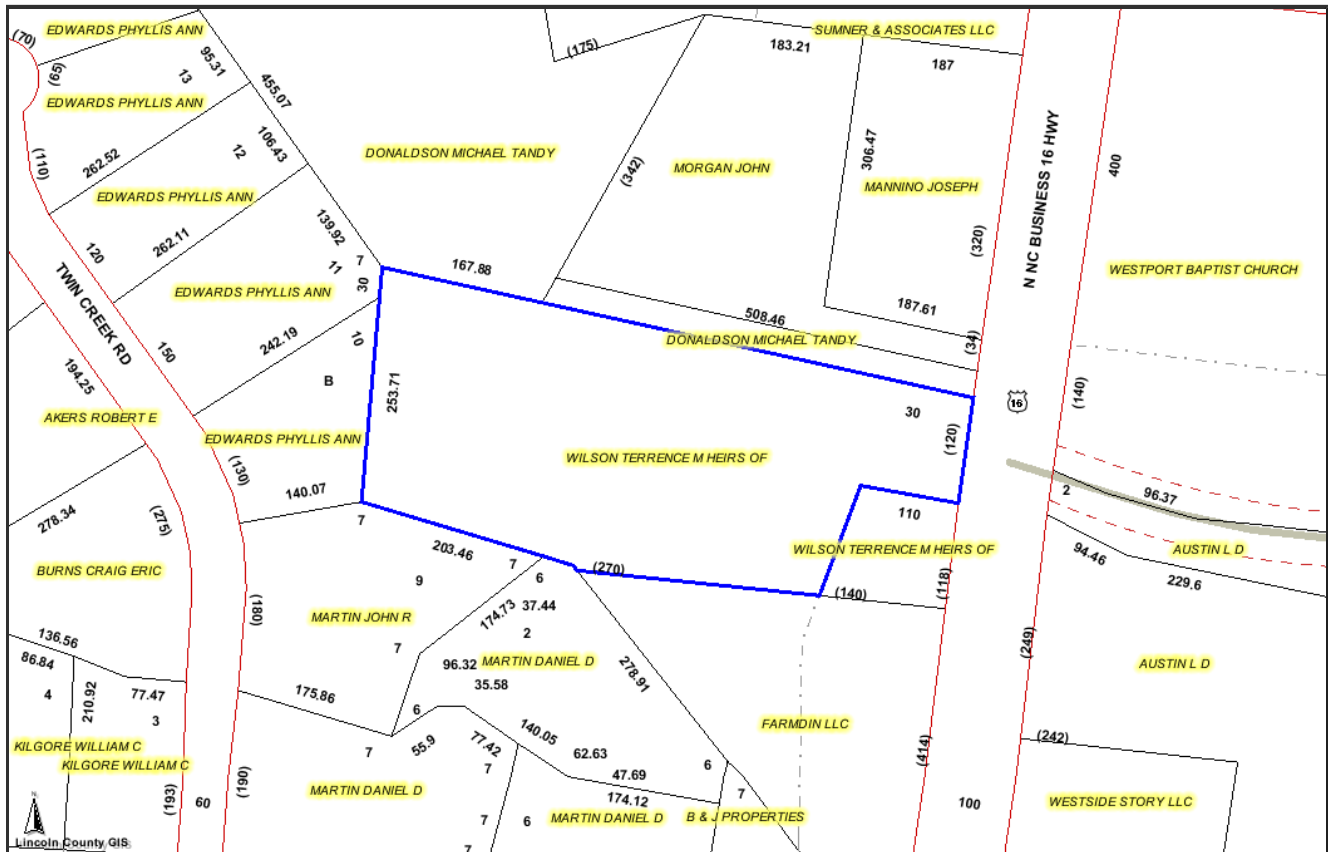 EDWARDS PHYLLIS ANN
SUMNER & ASSOCIATES LLC
(70)
(65)
95.31
13
455.07
(175)
183.21
187
EDWARDS PHYLLIS ANN
262.52
12
106.43
(110)
DONALDSON MICHAEL TANDY
(342)
MORGAN JOHN
306.47
MANNINO JOSEPH
N NC BUSINESS 16 HWY
400
EDWARDS PHYLLIS ANN
262.11
139.92
120
11
7
30
167.88
(320)
WESTPORT BAPTIST CHURCH
EDWARDS PHYLLIS ANN
TWIN CREEK RD
187.61
508.46
DONALDSON MICHAEL TANDY
(34)
242.19
10
150
194.25
B
253.71
30
16
(140)
AKERS ROBERT E
EDWARDS PHYLLIS ANN
(120)
WILSON TERRENCE M HEIRS OF
(130)
140.07
7
110
2
96.37
278.34
(275)
203.46
WILSON TERRENCE M HEIRS OF
94.46
AUSTIN L D
BURNS CRAIG ERIC
9
7
6
(270)
(140)
(118)
229.6
(180)
MARTIN JOHN R
174.73
37.44
2
136.56
7
96.32
MARTIN DANIEL D
278.91
(249)
AUSTIN L D
86.84
4
210.92
77.47
3
175.86
35.58
6
FARMDIN LLC
KILGORE WILLIAM C
KILGORE WILLIAM C
7
55.9
77.42
140.05
62.63
(414)
(242)
7
47.69
6
(190)
MARTIN DANIEL D
174.12
7
(193)
60
7
6
MARTIN DANIEL D
B & J PROPERTIES
100
WESTSIDE STORY LLC
N
Lincoln County GIS
7